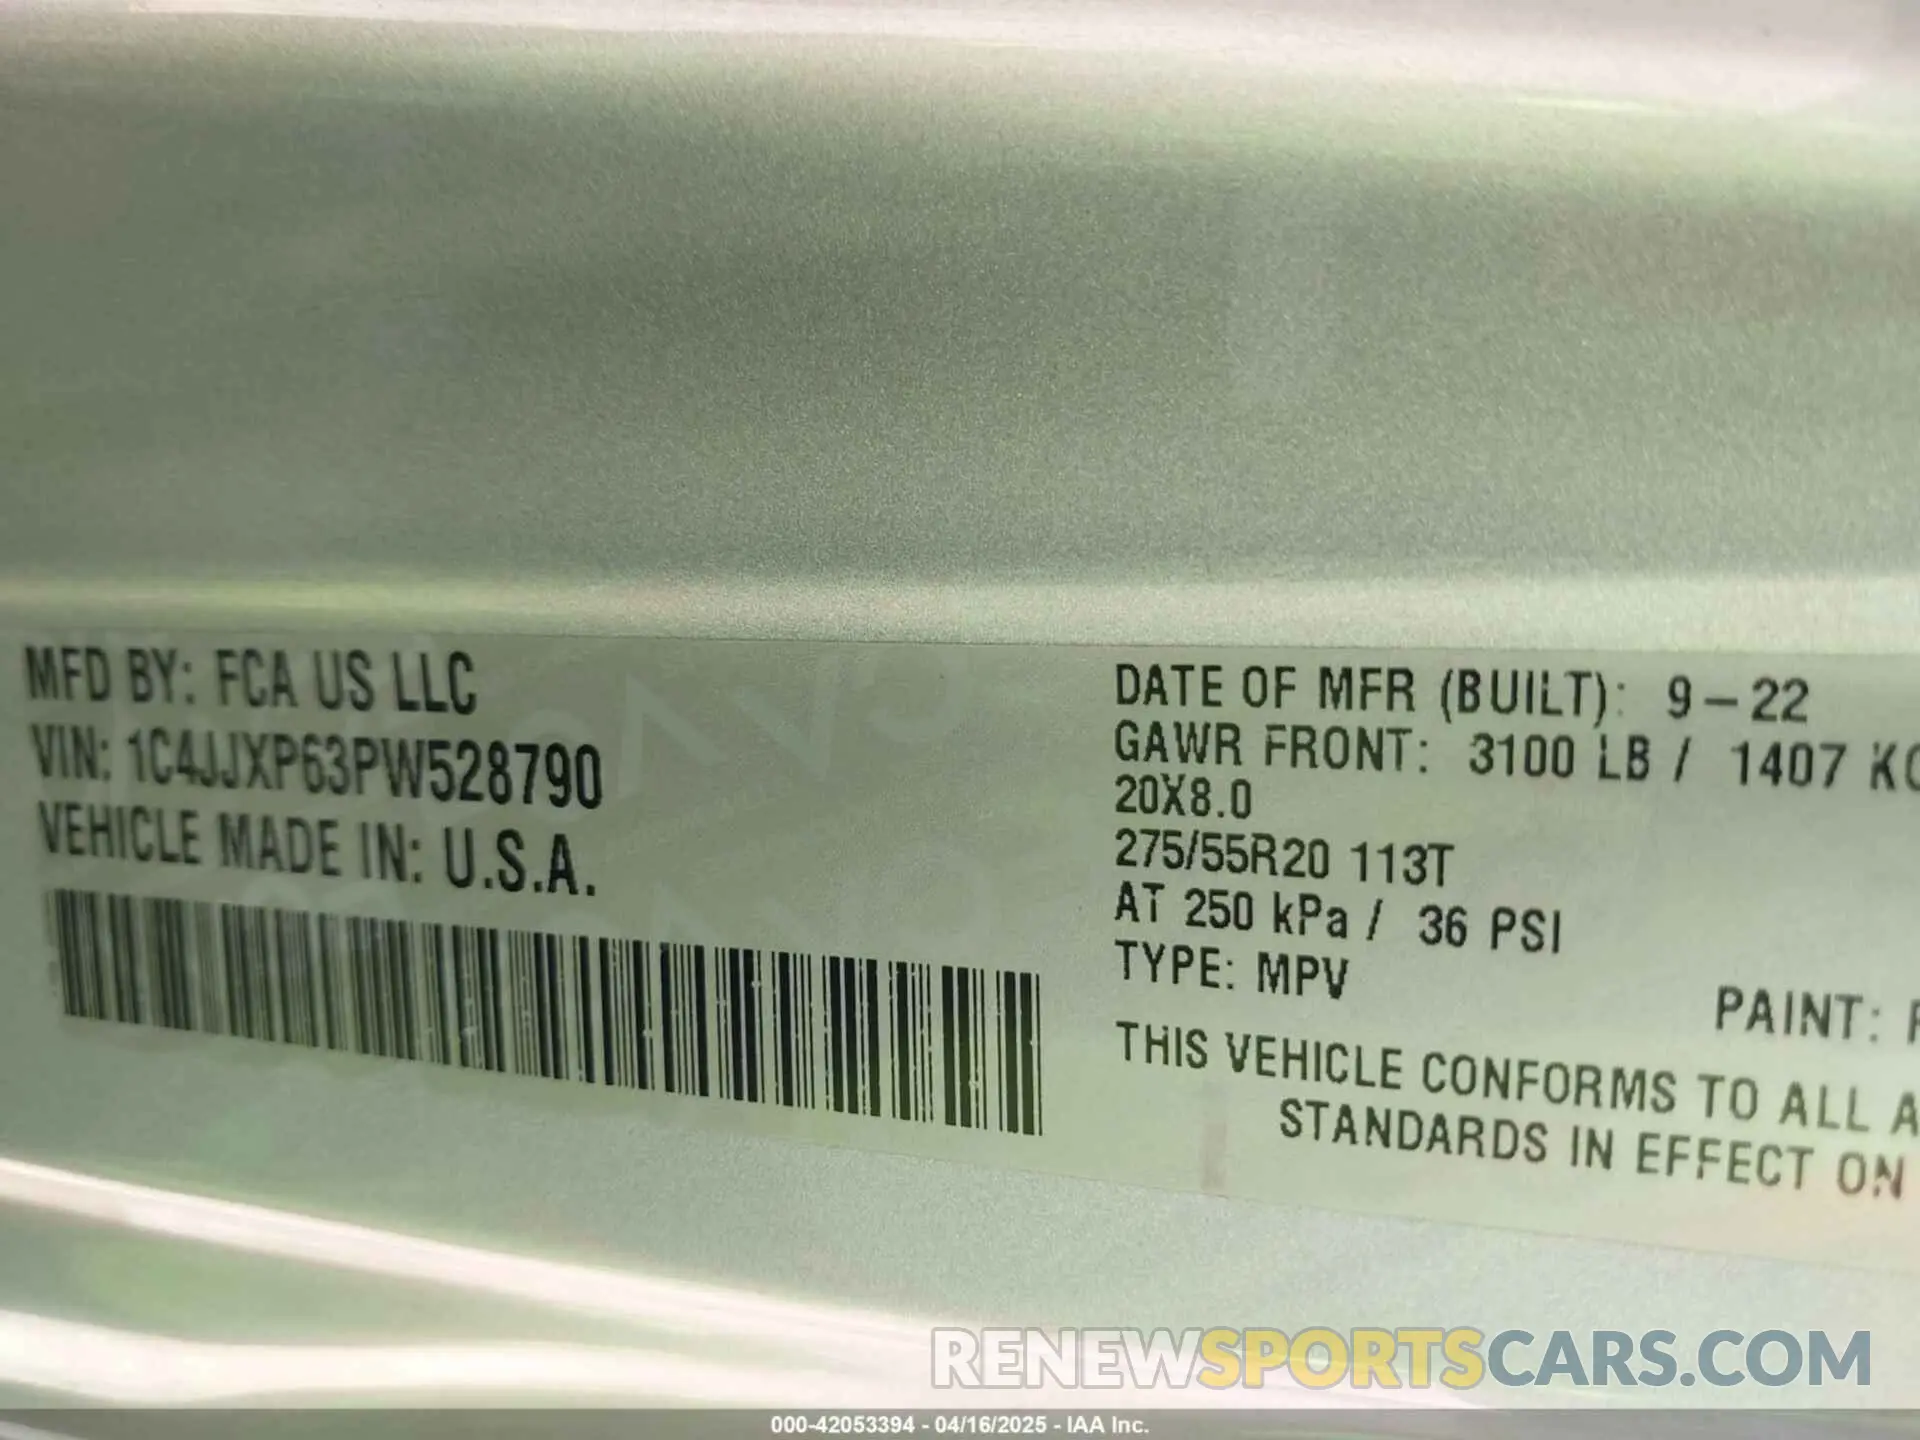 MFD BY: FCA US LLC
VIN: 1C4JJXP63PW528790
VEHICLE MADE IN: U.S.A.
DATE OF MFR (BUILT): 9-22
GAWR FRONT: 3100 LB / 1407 KG
20X8.0
275/55R20 113T
AT 250 kPa / 36 PSI
TYPE: MPV
PAINT:
THIS VEHICLE CONFORMS TO ALL A
STANDARDS IN EFFECT ON
RENEWSPORTSCARS.COM
000-42053394 - 04/16/2025 - IAA Inc.